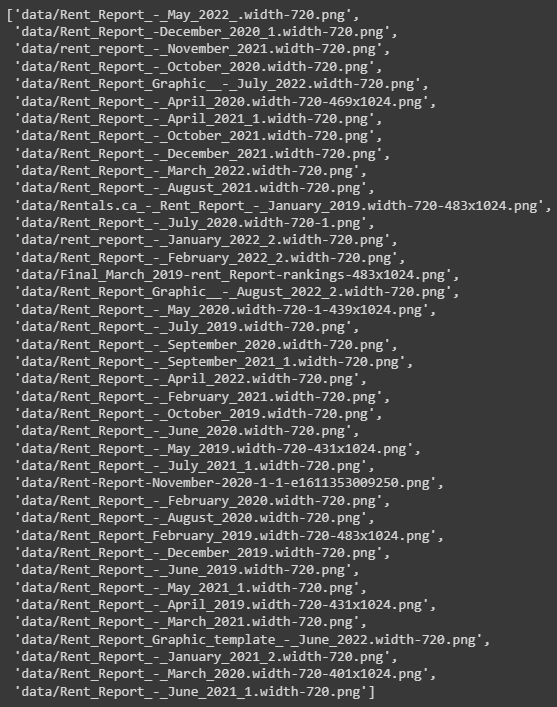 ['data/Rent_Report_-_May_2022_.width-720.png',
'data/Rent_Report_-December_2020_1.width-720.png',
'data/rent_report_-_November_2021.width-720.png',
'data/Rent_Report_-_October_2020.width-720.png',
'data/Rent_Report_Graphic__-_July_2022.width-720.png',
'data/Rent_Report_-_April_2020.width-720-469x1024.png',
'data/Rent_Report_-_April_2021_1.width-720.png',
'data/Rent_Report_-_October_2021.width-720.png',
'data/Rent_Report_-_December_2021.width-720.png',
'data/Rent_Report_-_March_2022.width-720.png',
'data/Rent_Report_-_August_2021.width-720.png',
'data/Rentals.ca_-_Rent_Report_-_January_2019.width-720-483x1024.png',
'data/Rent_Report_-_July_2020.width-720-1.png',
'data/rent_report_-_January_2022_2.width-720.png',
'data/Rent_Report_-_February_2022_2.width-720.png',
'data/Final_March_2019-rent_Report-rankings-483x1024.png',
'data/Rent_Report_Graphic__-_August_2022_2.width-720.png',
'data/Rent_Report_-_May_2020.width-720-1-439x1024.png',
'data/Rent_Report_-_July_2019.width-720.png',
'data/Rent_Report_-_September_2020.width-720.png',
'data/Rent_Report_-_September_2021_1.width-720.png',
'data/Rent_Report_-_April_2022.width-720.png',
'data/Rent_Report_-_February_2021.width-720.png',
'data/Rent_Report_-_October_2019.width-720.png',
'data/Rent_Report_-_June_2020.width-720.png',
'data/Rent_Report_-_May_2019.width-720-431x1024.png',
'data/Rent_Report_-_July_2021_1.width-720.png',
'data/Rent-Report-November-2020-1-1-e1611353009250.png',
'data/Rent_Report_-_February_2020.width-720.png',
'data/Rent_Report_-_August_2020.width-720.png',
'data/Rent_Report_February_2019.width-720-483x1024.png',
'data/Rent_Report_-_December_2019.width-720.png',
'data/Rent_Report_-_June_2019.width-720.png',
'data/Rent_Report_-_May_2021_1.width-720.png',
'data/Rent_Report_-_April_2019.width-720-431x1024.png',
'data/Rent_Report_-_March_2021.width-720.png',
'data/Rent_Report_Graphic_template_-_June_2022.width-720.png',
'data/Rent_Report_-_January_2021_2.width-720.png',
'data/Rent_Report_-_March_2020.width-720-401x1024.png',
'data/Rent_Report_-_June_2021_1.width-720.png']